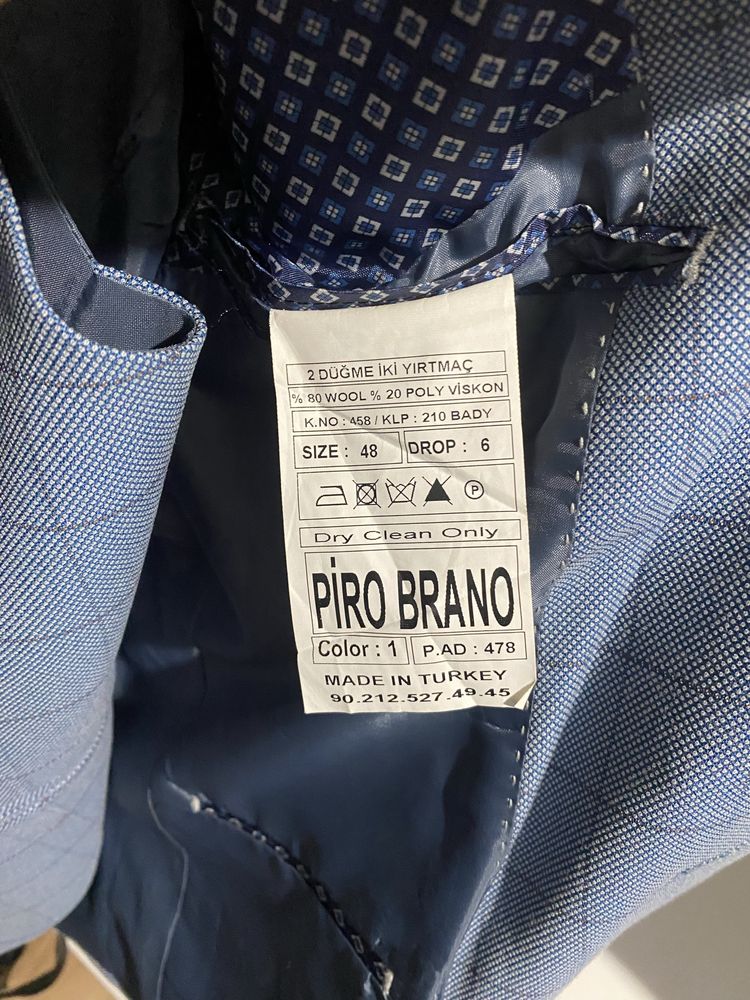 2 DÜĞME İKİ YIRTMAÇ
% 80 WOOL % 20 POLY VİSKON
K.NO : 458 / KLP : 210 BADY
SIZE : 48 DROP : 6
P
Dry Clean Only
PİRO BRANO
Color : 1 P.AD : 478
MADE IN TURKEY
90.212.527.49.45